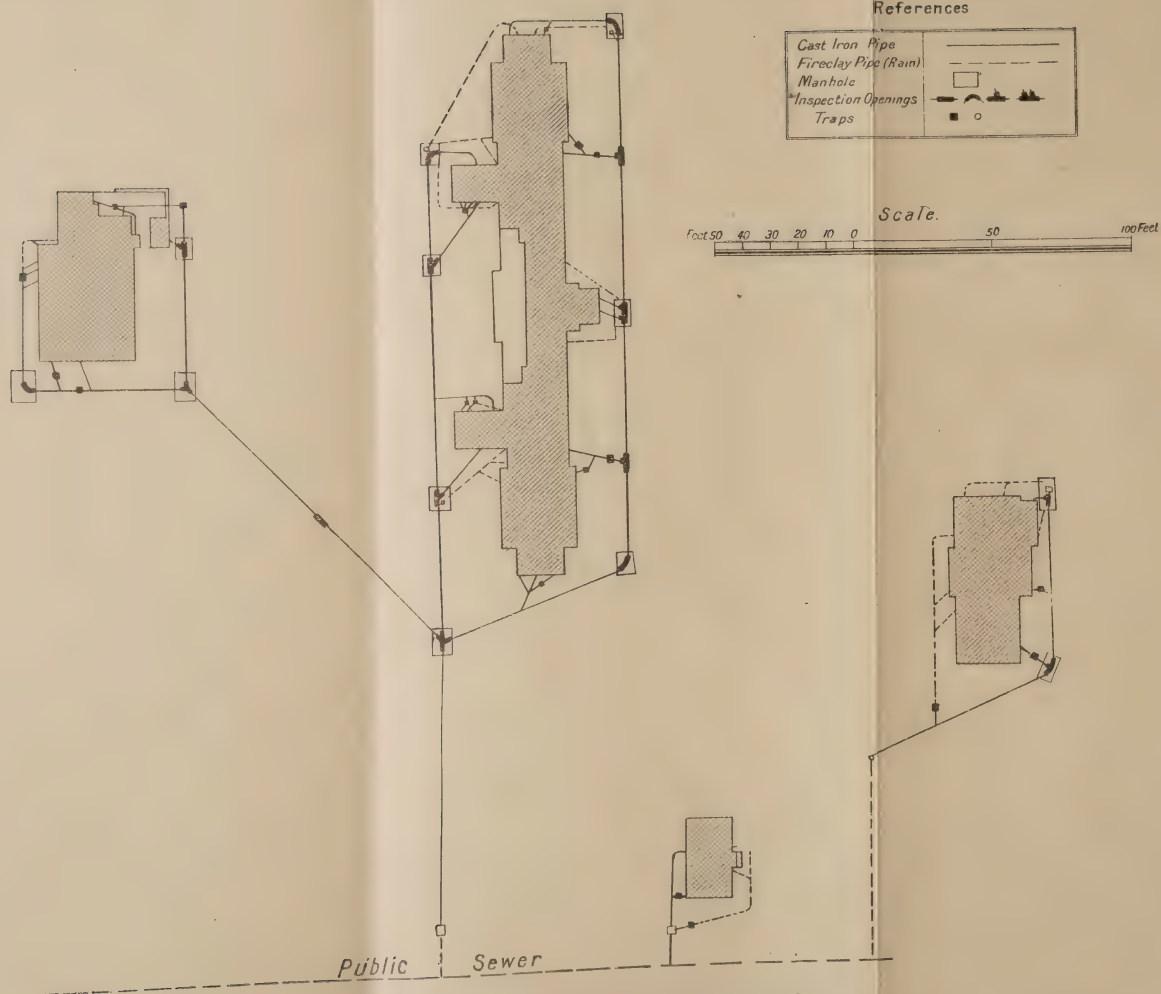 References
Cast Iron Pipe
Fireclay Pipe (Rain)
Manhole
Inspection Openings
Traps
Scale.
Feet 50 40 30 20 10 0 50 100 Feet
Public Sewer